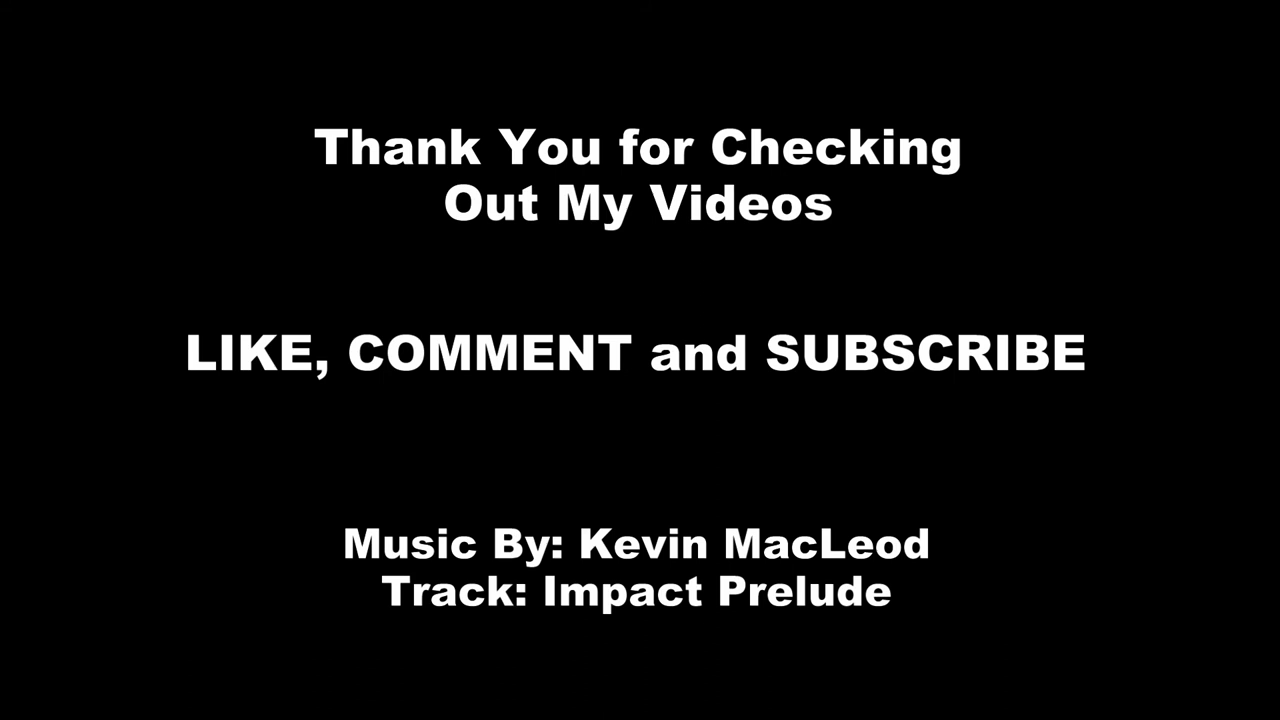 Thank You for Checking
Out My Videos
LIKE, COMMENT and SUBSCRIBE
Music By: Kevin MacLeod
Track: Impact Prelude